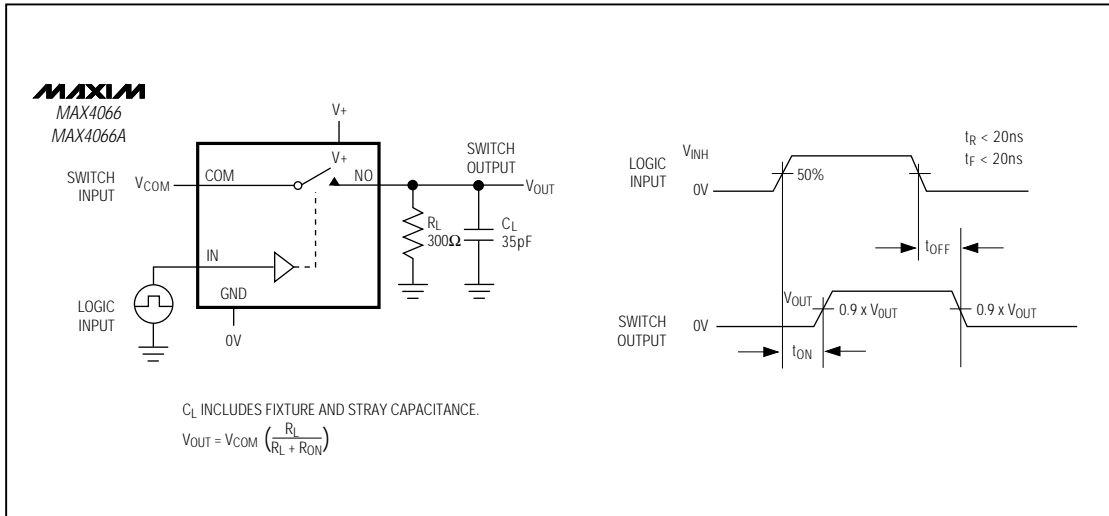 MAXIM
MAX4066
MAX4066A
V+
SWITCH
INPUT
VCOM
COM
V+
NO
SWITCH
OUTPUT
VOUT
RL
300Ω
CL
35pF
IN
LOGIC
INPUT
GND
0V
CL INCLUDES FIXTURE AND STRAY CAPACITANCE.
VOUT = VCOM (RL / RL + RON)
LOGIC
INPUT
VINH
0V
50%
tR < 20ns
tF < 20ns
tOFF
SWITCH
OUTPUT
VOUT
0V
0.9 x VOUT
0.9 x VOUT
tON